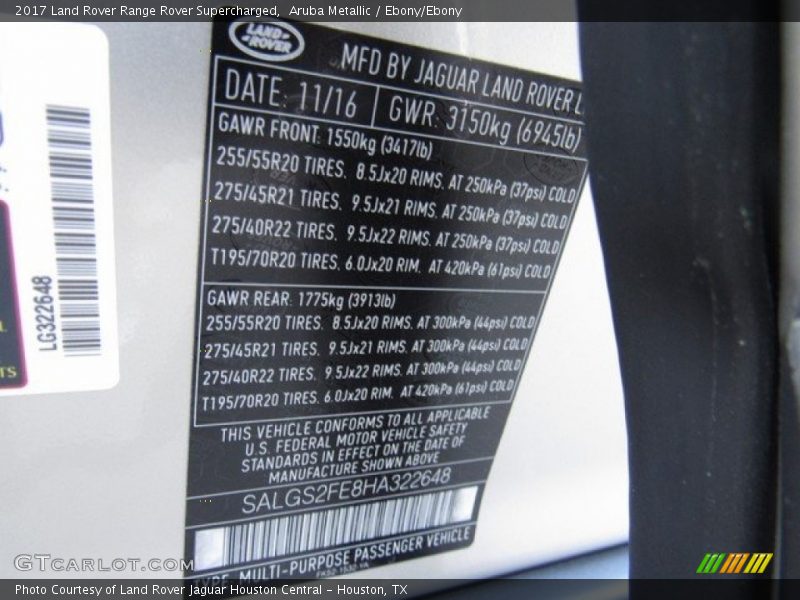 2017 Land Rover Range Rover Supercharged, Aruba Metallic / Ebony/Ebony
LAND-
-ROVER
MFD BY JAGUAR LAND ROVER L
DATE: 11/16
GWR: 3150kg (6945lb)
GAWR FRONT: 1550kg (3417lb)
255/55R20 TIRES. 8.5Jx20 RIMS. AT 250kPa (37psi) COLD
275/45R21 TIRES. 9.5Jx21 RIMS. AT 250kPa (37psi) COLD
275/40R22 TIRES. 9.5Jx22 RIMS. AT 250kPa (37psi) COLD
T195/70R20 TIRES. 6.0Jx20 RIM. AT 420kPa (61psi) COLD
GAWR REAR: 1775kg (3913lb)
255/55R20 TIRES. 8.5Jx20 RIMS. AT 300kPa (44psi) COLD
275/45R21 TIRES. 9.5Jx21 RIMS. AT 300kPa (44psi) COLD
275/40R22 TIRES. 9.5Jx22 RIMS. AT 300kPa (44psi) COLD
T195/70R20 TIRES. 6.0Jx20 RIM. AT 420kPa (61psi) COLD
THIS VEHICLE CONFORMS TO ALL APPLICABLE
U.S. FEDERAL MOTOR VEHICLE SAFETY
STANDARDS IN EFFECT ON THE DATE OF
MANUFACTURE SHOWN ABOVE
SALGS2FE8HA322648
TYPE: MULTI-PURPOSE PASSENGER VEHICLE
LG322648
TS
GTCarlot.com
Photo Courtesy of Land Rover Jaguar Houston Central - Houston, TX